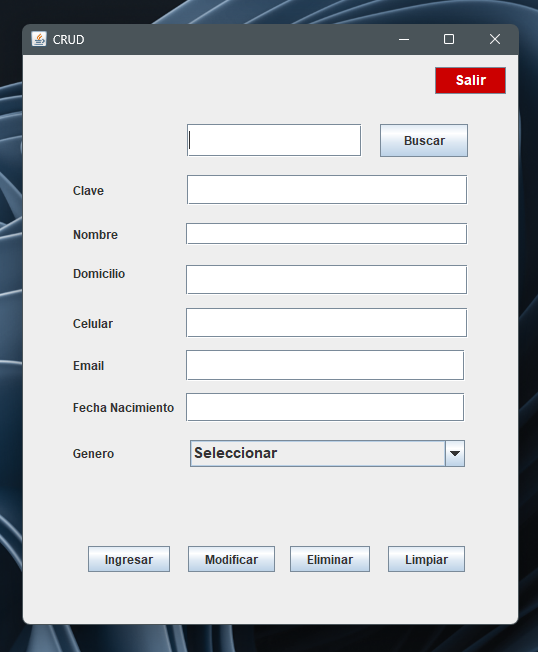 CRUD
Salir
Buscar
Clave
Nombre
Domicilio
Celular
Email
Fecha Nacimiento
Genero Seleccionar
Ingresar Modificar Eliminar Limpiar